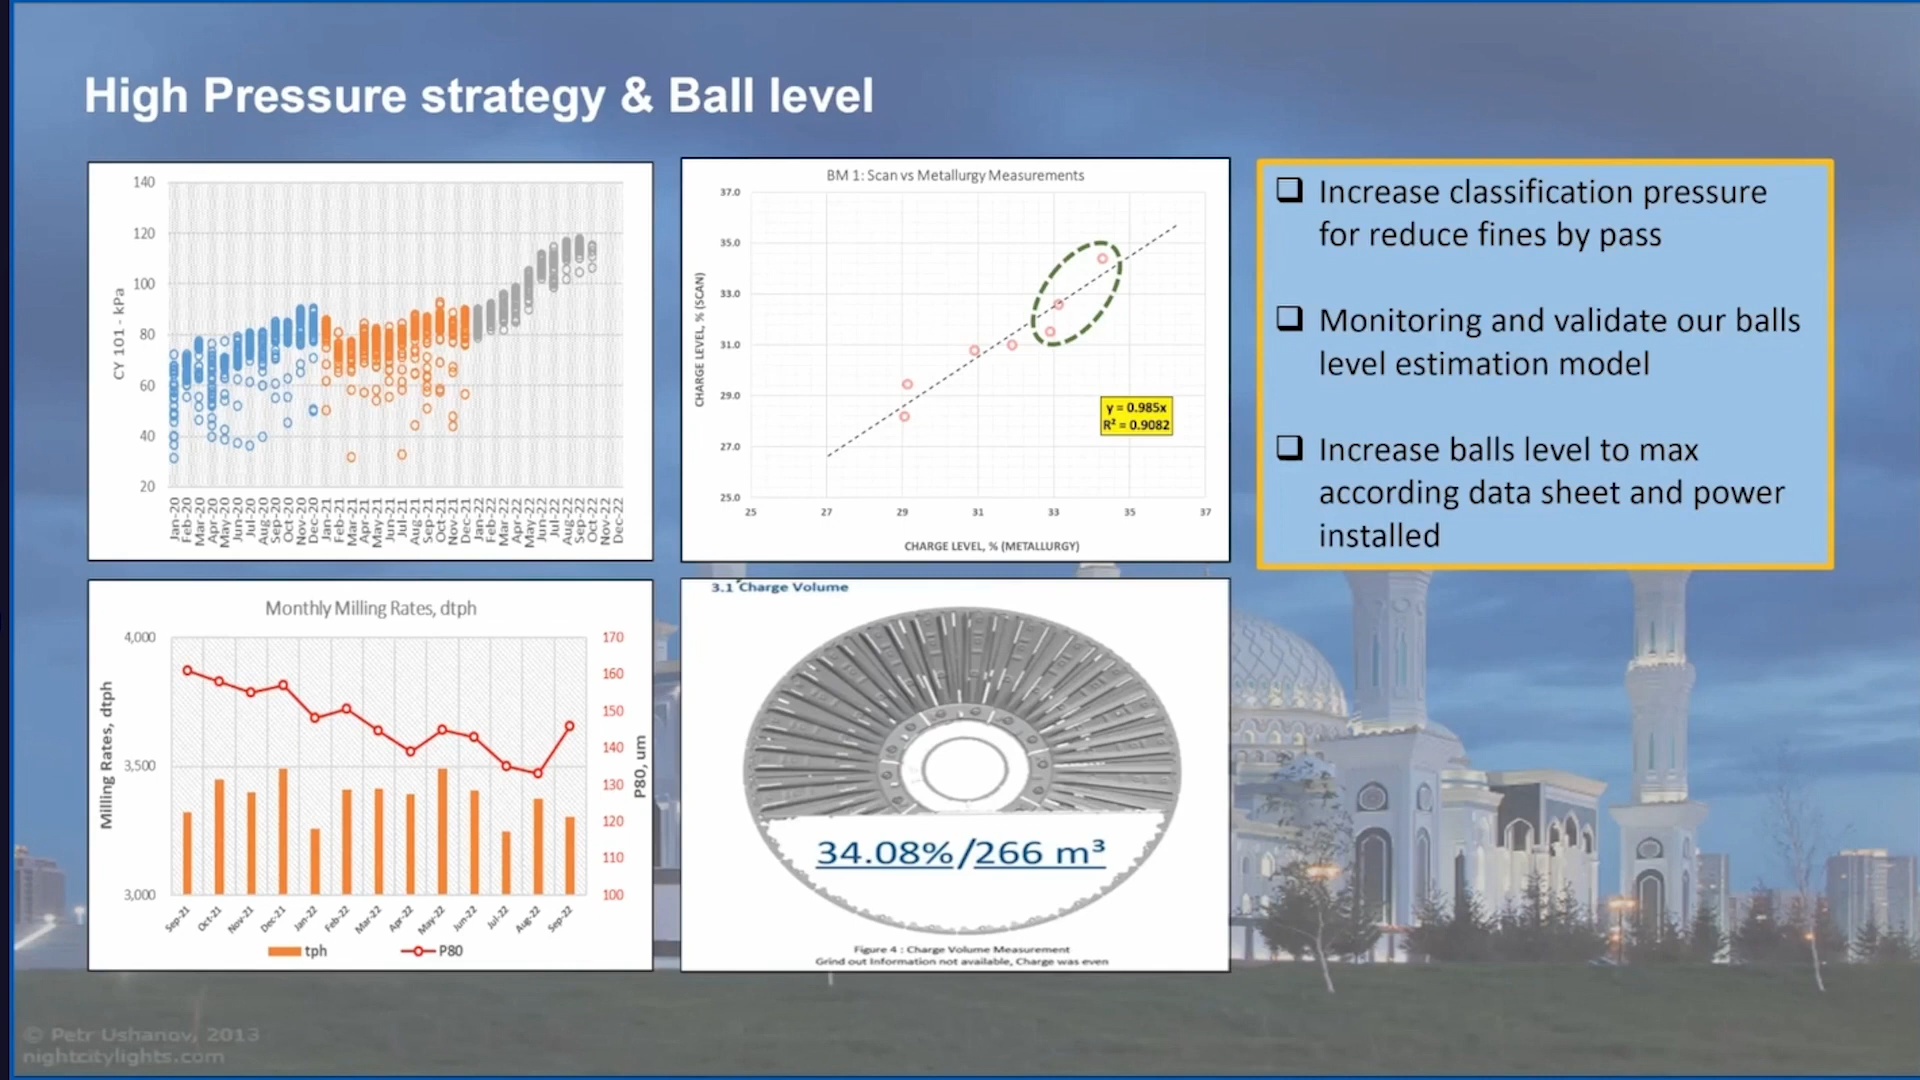 High Pressure strategy & Ball level
140
120
100
80
60
40
20
CY 101 - kPa
Jan-20
Feb-20
Mar-20
Apr-20
May-20
Jun-20
Jul-20
Aug-20
Sep-20
Oct-20
Nov-20
Dec-20
Jan-21
Feb-21
Mar-21
Apr-21
May-21
Jun-21
Jul-21
Aug-21
Sep-21
Oct-21
Nov-21
Dec-21
Jan-22
Feb-22
Mar-22
Apr-22
May-22
Jun-22
Jul-22
Aug-22
Sep-22
Oct-22
Nov-22
Dec-22
BM 1: Scan vs Metallurgy Measurements
37.0
35.0
33.0
31.0
29.0
27.0
25.0
CHARGE LEVEL, % (SCAN)
y = 0.985x
R² = 0.9082
25 27 29 31 33 35 37
CHARGE LEVEL, % (METALLURGY)
❑ Increase classification pressure
for reduce fines by pass
❑ Monitoring and validate our balls
level estimation model
❑ Increase balls level to max
according data sheet and power
installed
Monthly Milling Rates, dtph
4,000
3,500
3,000
Milling Rates, dtph
170
160
150
140
130
120
110
100
P80, um
Sep-21
Oct-21
Nov-21
Dec-21
Jan-22
Feb-22
Mar-22
Apr-22
May-22
Jun-22
Jul-22
Aug-22
Sep-22
tph P80
3.1 Charge Volume
34.08%/266 m³
Figure 4 : Charge Volume Measurement
Grind out Information not available, Charge was even
© Petr Ushanov, 2013
nightcitylights.com